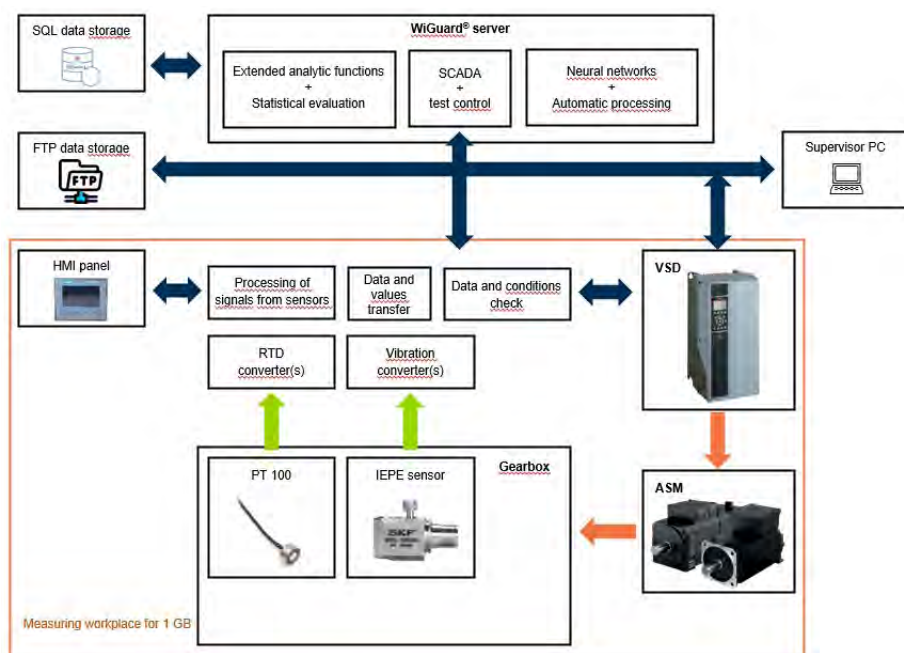 SQL data storage
WiGuard® server
Extended analytic functions
+
Statistical evaluation
SCADA
+
test control
Neural networks
+
Automatic processing
FTP data storage
FTP
Supervisor PC
HMI panel
Processing of
signals from sensors
Data and
values
transfer
Data and conditions
check
VSD
RTD
converter(s)
Vibration
converter(s)
PT 100
IEPE sensor
SKF
Gearbox
ASM
Measuring workplace for 1 GB